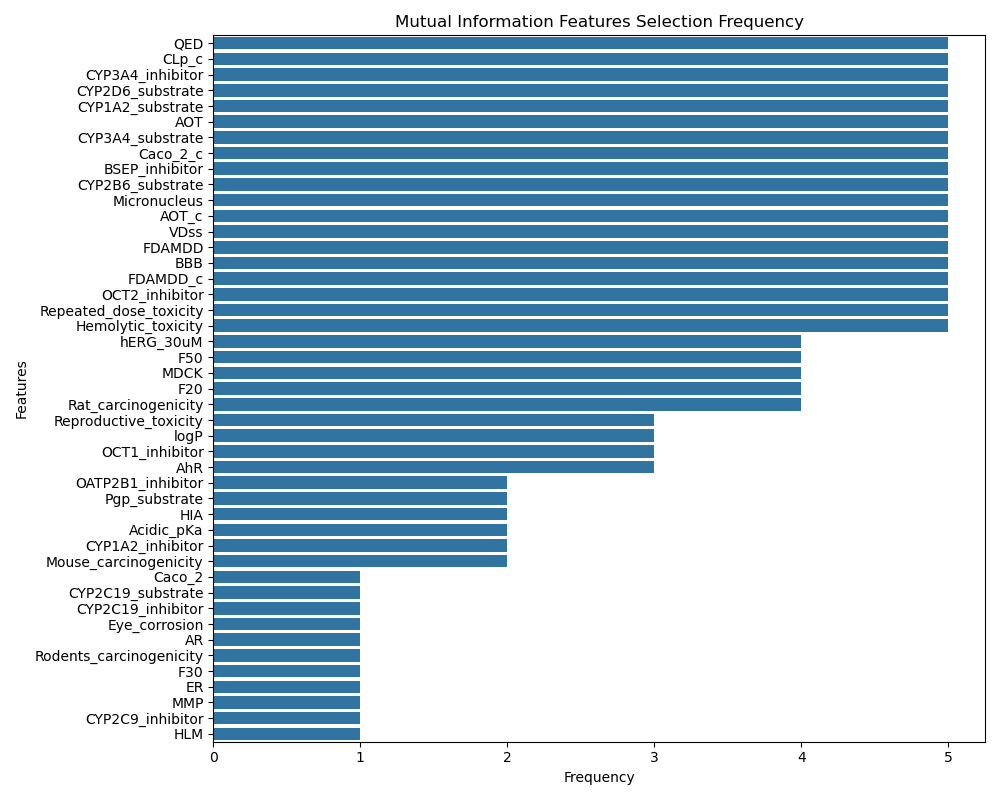 Mutual Information Features Selection Frequency
QED
CLp_c
CYP3A4_inhibitor
CYP2D6_substrate
CYP1A2_substrate
AOT
CYP3A4_substrate
Caco_2_c
BSEP_inhibitor
CYP2B6_substrate
Micronucleus
AOT_c
VDss
FDAMDD
BBB
FDAMDD_c
OCT2_inhibitor
Repeated_dose_toxicity
Hemolytic_toxicity
hERG_30uM
F50
MDCK
F20
Rat_carcinogenicity
Reproductive_toxicity
logP
OCT1_inhibitor
AhR
OATP2B1_inhibitor
Pgp_substrate
HIA
Acidic_pKa
CYP1A2_inhibitor
Mouse_carcinogenicity
Caco_2
CYP2C19_substrate
CYP2C19_inhibitor
Eye_corrosion
AR
Rodents_carcinogenicity
F30
ER
MMP
CYP2C9_inhibitor
HLM
Features
0 1 2 3 4 5
Frequency